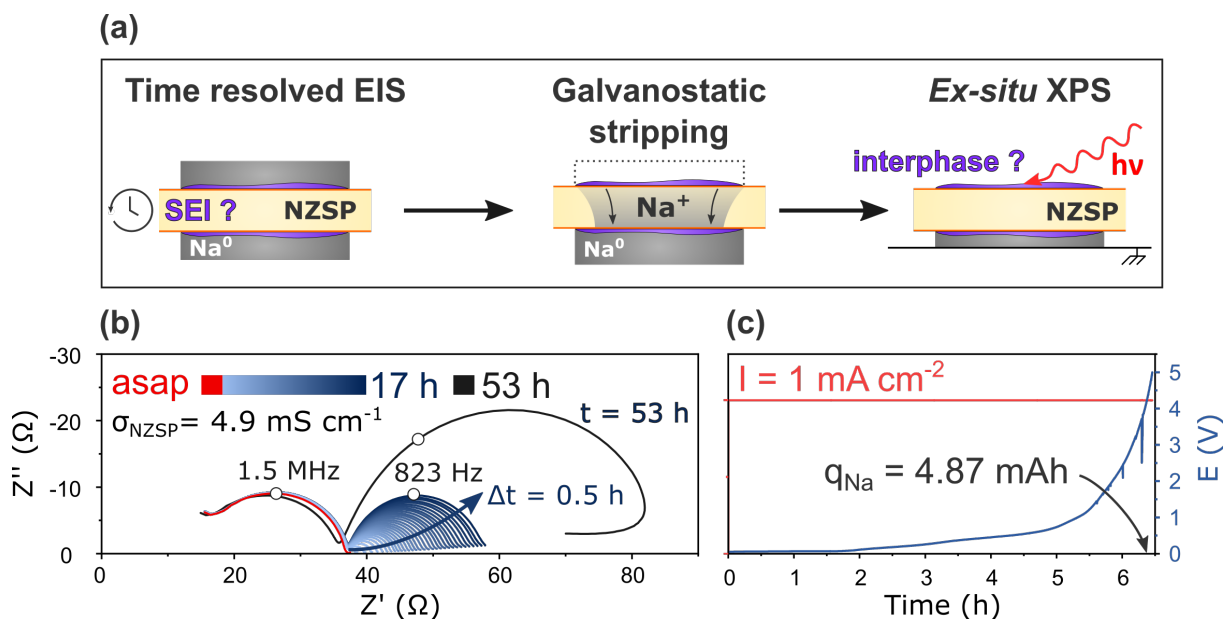 (a)
Time resolved EIS
Galvanostatic
stripping
Ex-situ XPS
interphase ?
hν
SEI ?
NZSP
Na⁺
NZSP
Na⁰
Na⁰
(b)
(c)
-30
-20
-10
0
Z'' (Ω)
asap
17 h
53 h
σNZSP= 4.9 mS cm⁻¹
t = 53 h
1.5 MHz
823 Hz
Δt = 0.5 h
0 20 40 60 80
Z' (Ω)
I = 1 mA cm⁻²
qNa = 4.87 mAh
5
4
3
2
1
0
E (V)
0 1 2 3 4 5 6
Time (h)